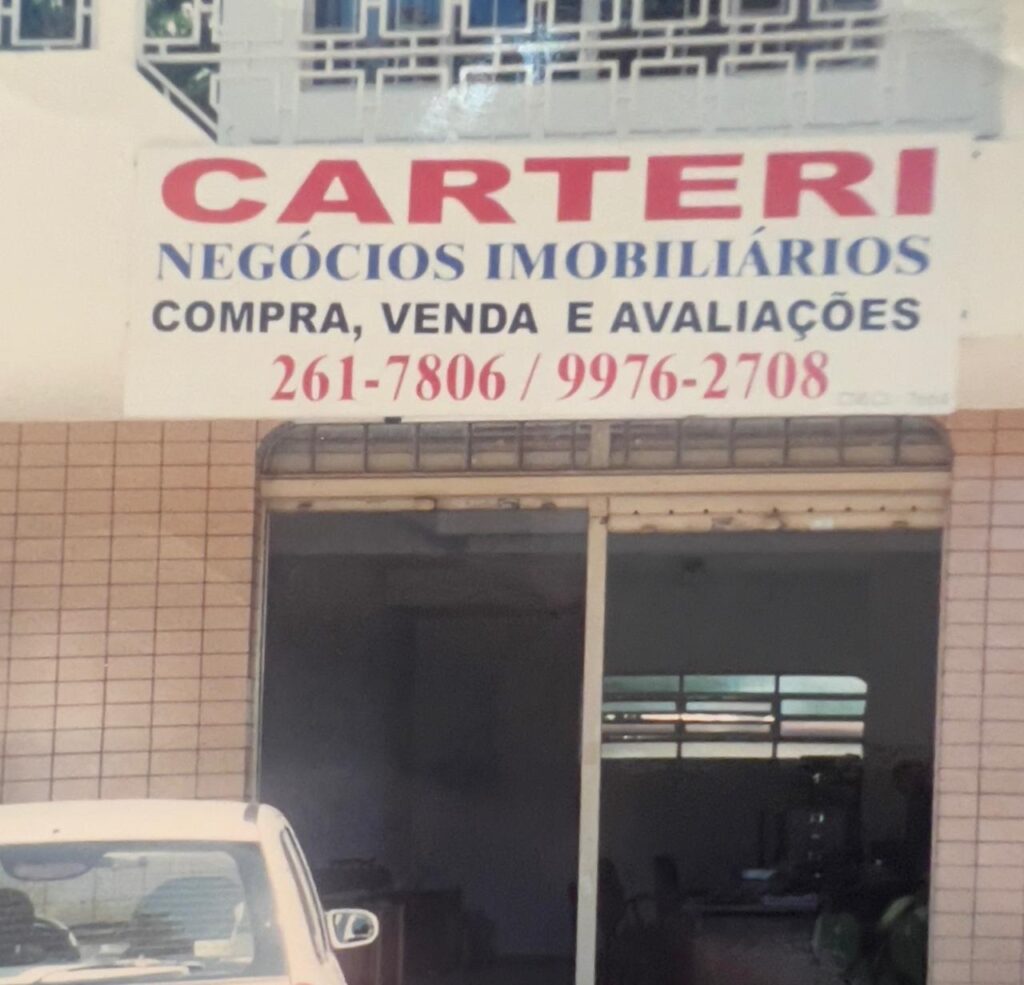 CARTERI
NEGÓCIOS IMOBILIÁRIOS
COMPRA, VENDA E AVALIAÇÕES
261-7806 / 9976-2708